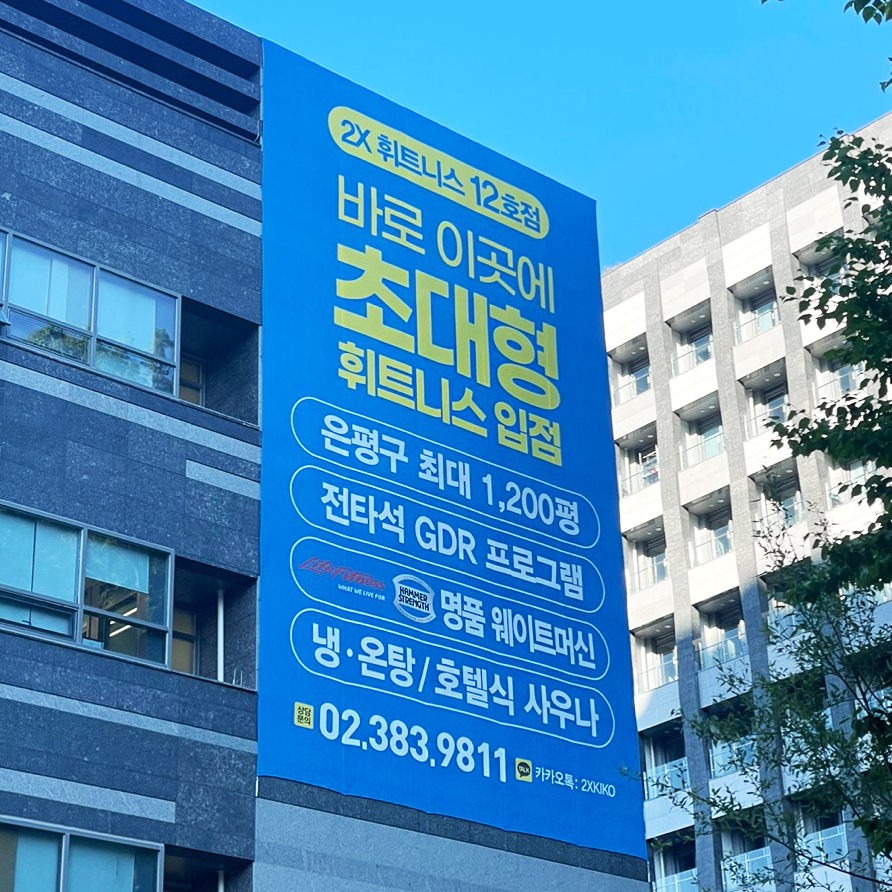 2X 휘트니스 12호점
바로 이곳에
초대형
휘트니스 입점
은평구 최대 1,200평
전타석 GDR 프로그램
Life Fitness
WHAT WE LIVE FOR
HAMMER
STRENGTH
명품 웨이트머신
냉·온탕 / 호텔식 사우나
상담
문의
02.383.9811
TALK
카카오톡: 2XKIKO